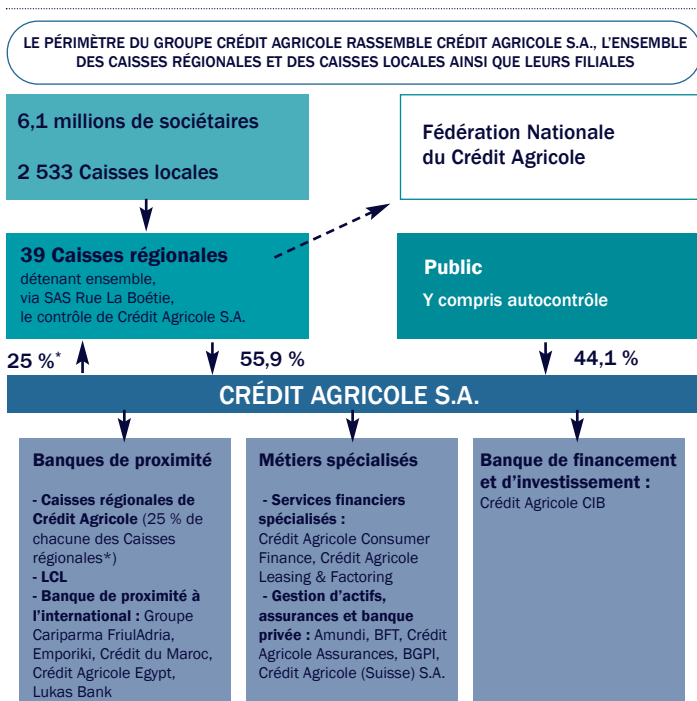 LE PÉRIMÈTRE DU GROUPE CRÉDIT AGRICOLE RASSEMBLE CRÉDIT AGRICOLE S.A., L'ENSEMBLE
DES CAISSES RÉGIONALES ET DES CAISSES LOCALES AINSI QUE LEURS FILIALES
6,1 millions de sociétaires
2 533 Caisses locales
Fédération Nationale
du Crédit Agricole
39 Caisses régionales
détenant ensemble,
via SAS Rue La Boétie,
le contrôle de Crédit Agricole S.A.
Public
Y compris autocontrôle
25 %*
55,9 %
44,1 %
CRÉDIT AGRICOLE S.A.
Banques de proximité
- Caisses régionales de
Crédit Agricole (25 % de
chacune des Caisses
régionales*)
- LCL
- Banque de proximité à
l'international : Groupe
Cariparma FriulAdria,
Emporiki, Crédit du Maroc,
Crédit Agricole Egypt,
Lukas Bank
Métiers spécialisés
- Services financiers
spécialisés :
Crédit Agricole Consumer
Finance, Crédit Agricole
Leasing & Factoring
- Gestion d'actifs,
assurances et banque
privée : Amundi, BFT, Crédit
Agricole Assurances, BGPI,
Crédit Agricole (Suisse) S.A.
Banque de financement
et d'investissement :
Crédit Agricole CIB